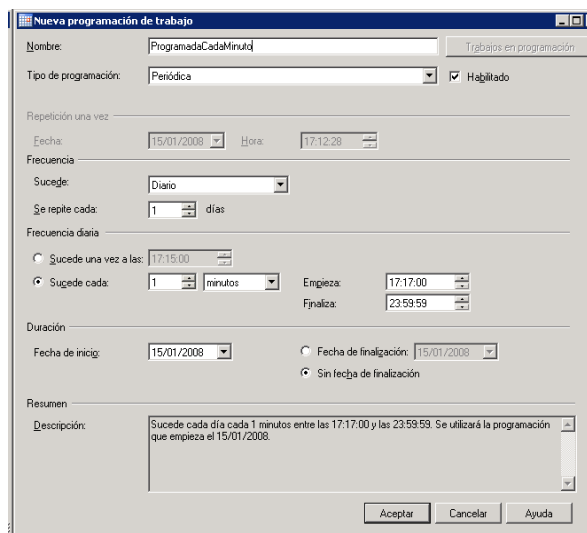 Nueva programación de trabajo
Nombre: ProgramadaCadaMinuto Trabajos en programación
Tipo de programación: Periódica Habilitado
Repetición una vez
Fecha: 15/01/2008 Hora: 17:12:28
Frecuencia
Sucede: Diario
Se repite cada: 1 días
Frecuencia diaria
Sucede una vez a las: 17:15:00
Sucede cada: 1 minutos Empieza: 17:17:00
Finaliza: 23:59:59
Duración
Fecha de inicio: 15/01/2008 Fecha de finalización: 15/01/2008
Sin fecha de finalización
Resumen
Descripción: Sucede cada día cada 1 minutos entre las 17:17:00 y las 23:59:59. Se utilizará la programación
que empieza el 15/01/2008.
Aceptar Cancelar Ayuda